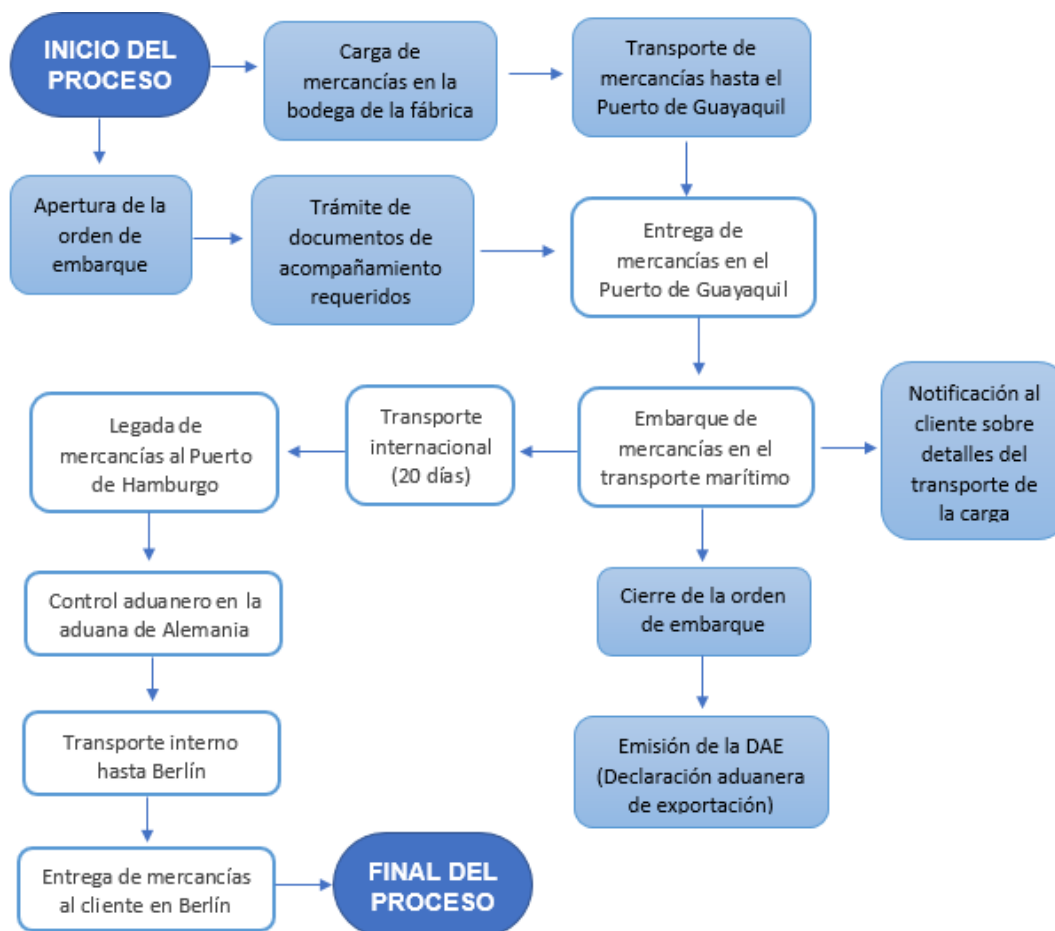 INICIO DEL
PROCESO
Carga de
mercancías en la
bodega de la fábrica
Transporte de
mercancías hasta el
Puerto de Guayaquil
Apertura de la
orden de
embarque
Trámite de
documentos de
acompañamiento
requeridos
Entrega de
mercancías en el
Puerto de Guayaquil
Legada de
mercancías al Puerto
de Hamburgo
Transporte
internacional
(20 días)
Embarque de
mercancías en el
transporte marítimo
Notificación al
cliente sobre
detalles del
transporte de
la carga
Control aduanero en la
aduana de Alemania
Cierre de la orden
de embarque
Transporte interno
hasta Berlín
Emisión de la DAE
(Declaración aduanera
de exportación)
Entrega de mercancías
al cliente en Berlín
FINAL DEL
PROCESO